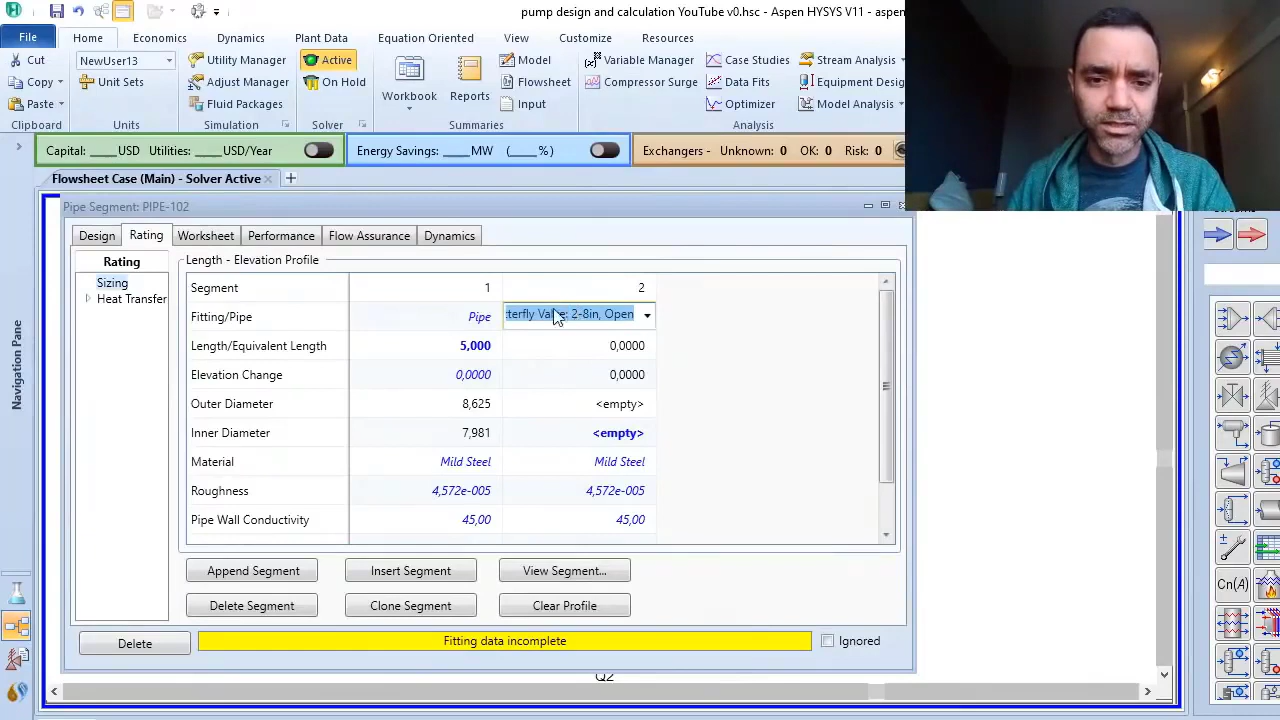 pump design and calculation YouTube v0.hsc - Aspen HYSYS V11 - aspen
File
Home
Economics
Dynamics
Plant Data
Equation Oriented
View
Customize
Resources
Cut
Copy
Paste
Clipboard
NewUser13
Unit Sets
Units
Utility Manager
Adjust Manager
Fluid Packages
Simulation
Active
On Hold
Solver
Workbook
Reports
Model
Flowsheet
Input
Summaries
Variable Manager
Compressor Surge
Case Studies
Data Fits
Optimizer
Stream Analysis
Equipment Desig
Model Analysis
Analysis
Capital: ____USD Utilities: ____USD/Year
Energy Savings: ____MW (____%)
Exchangers - Unknown: 0 OK: 0 Risk: 0
Flowsheet Case (Main) - Solver Active
Navigation Pane
Pipe Segment: PIPE-102
Design
Rating
Worksheet
Performance
Flow Assurance
Dynamics
Rating
Sizing
Heat Transfer
Length - Elevation Profile
Segment 1 2
Fitting/Pipe Pipe tterfly Valve: 2-8in, Open
Length/Equivalent Length 5,000 0,0000
Elevation Change 0,0000 0,0000
Outer Diameter 8,625 <empty>
Inner Diameter 7,981 <empty>
Material Mild Steel Mild Steel
Roughness 4,572e-005 4,572e-005
Pipe Wall Conductivity 45,00 45,00
Append Segment
Insert Segment
View Segment...
Delete Segment
Clone Segment
Clear Profile
Delete
Fitting data incomplete
Ignored
Q2
Cn(A)